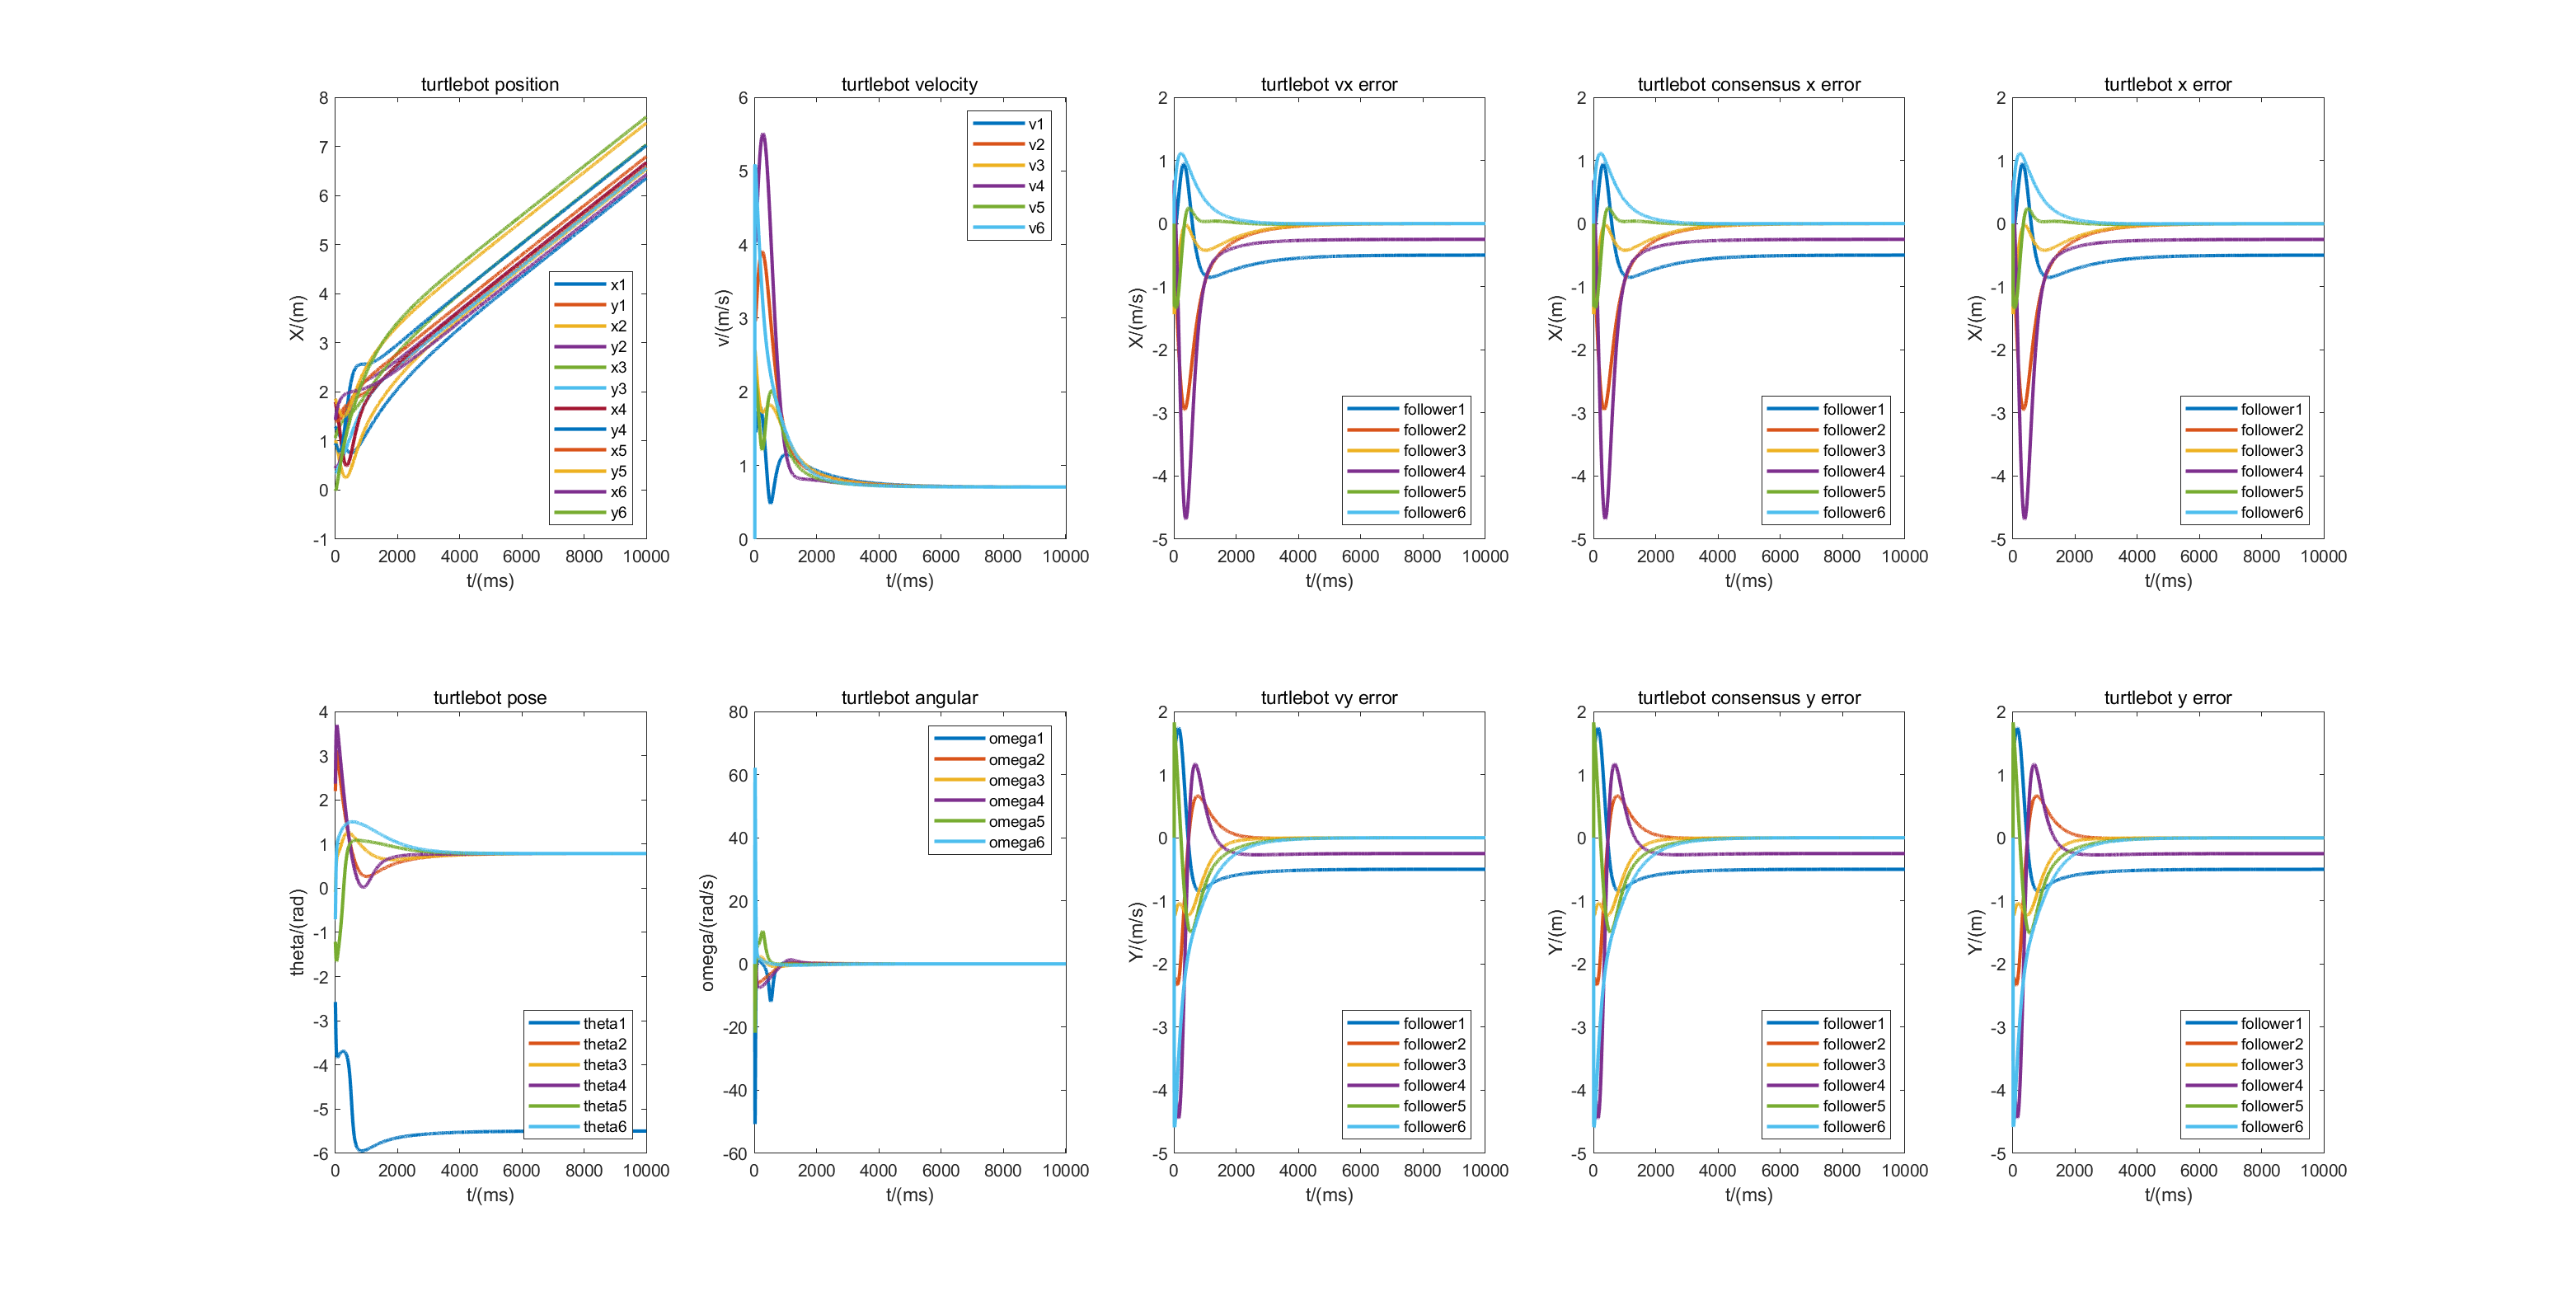 turtlebot position
8
7
6
5
4
3
2
1
0
-1
X/(m)
x1
y1
x2
y2
x3
y3
x4
y4
x5
y5
x6
y6
0 2000 4000 6000 8000 10000
t/(ms)
turtlebot velocity
6
5
4
3
2
1
0
v/(m/s)
v1
v2
v3
v4
v5
v6
0 2000 4000 6000 8000 10000
t/(ms)
turtlebot vx error
2
1
0
-1
-2
-3
-4
-5
X/(m/s)
follower1
follower2
follower3
follower4
follower5
follower6
0 2000 4000 6000 8000 10000
t/(ms)
turtlebot consensus x error
2
1
0
-1
-2
-3
-4
-5
X/(m)
follower1
follower2
follower3
follower4
follower5
follower6
0 2000 4000 6000 8000 10000
t/(ms)
turtlebot x error
2
1
0
-1
-2
-3
-4
-5
X/(m)
follower1
follower2
follower3
follower4
follower5
follower6
0 2000 4000 6000 8000 10000
t/(ms)
turtlebot pose
4
3
2
1
0
-1
-2
-3
-4
-5
-6
theta/(rad)
theta1
theta2
theta3
theta4
theta5
theta6
0 2000 4000 6000 8000 10000
t/(ms)
turtlebot angular
80
60
40
20
0
-20
-40
-60
omega/(rad/s)
omega1
omega2
omega3
omega4
omega5
omega6
0 2000 4000 6000 8000 10000
t/(ms)
turtlebot vy error
2
1
0
-1
-2
-3
-4
-5
Y/(m/s)
follower1
follower2
follower3
follower4
follower5
follower6
0 2000 4000 6000 8000 10000
t/(ms)
turtlebot consensus y error
2
1
0
-1
-2
-3
-4
-5
Y/(m)
follower1
follower2
follower3
follower4
follower5
follower6
0 2000 4000 6000 8000 10000
t/(ms)
turtlebot y error
2
1
0
-1
-2
-3
-4
-5
Y/(m)
follower1
follower2
follower3
follower4
follower5
follower6
0 2000 4000 6000 8000 10000
t/(ms)